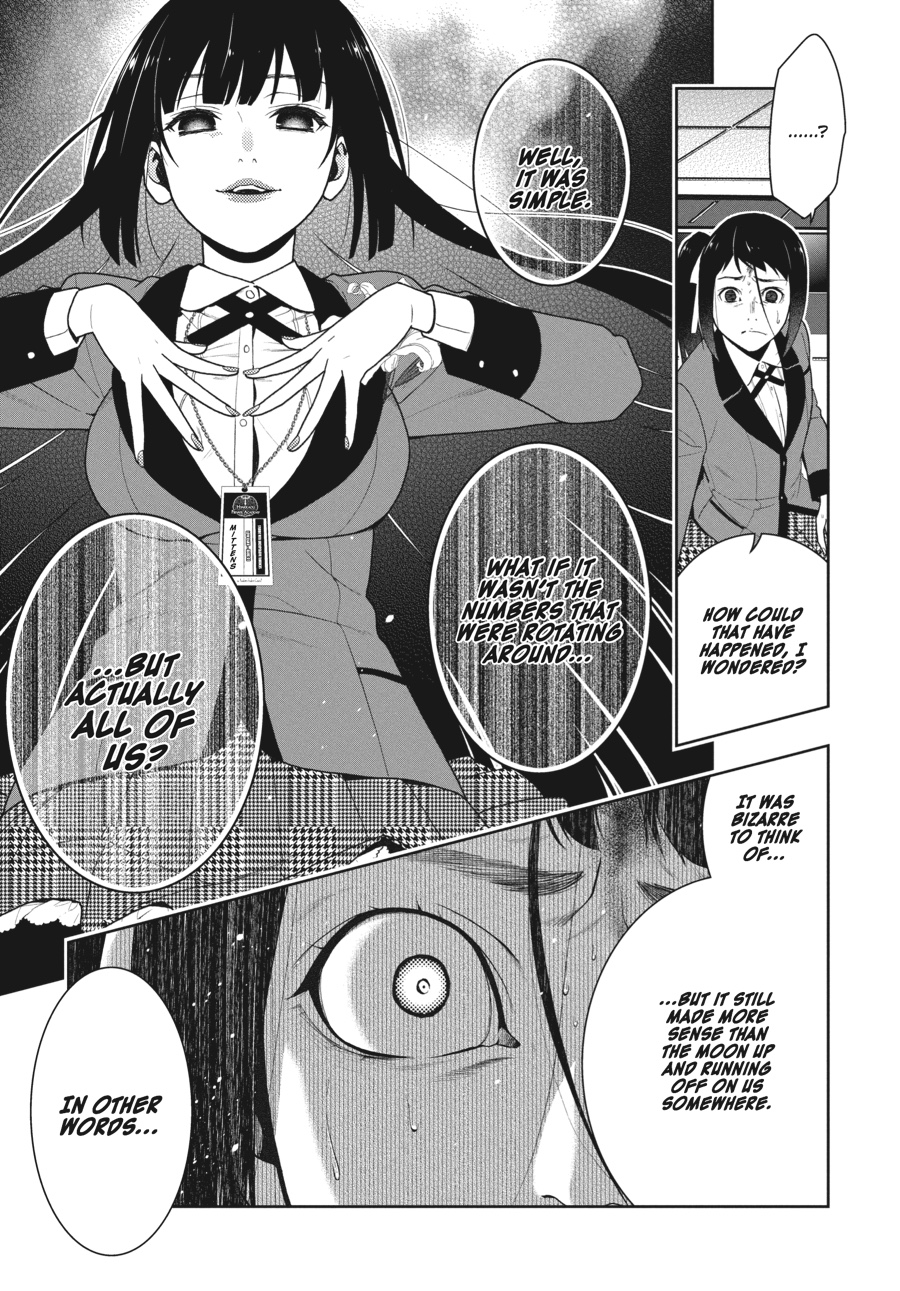 ......?
HOW COULD
THAT HAVE
HAPPENED, I
WONDERED?
WELL,
IT WAS
SIMPLE.
WHAT IF IT
WASN'T THE
NUMBERS THAT
WERE ROTATING
AROUND...
...BUT
ACTUALLY
ALL OF
US?
MITTENS
IT WAS
BIZARRE
TO THINK
OF...
...BUT IT STILL
MADE MORE
SENSE THAN
THE MOON UP
AND RUNNING
OFF ON US
SOMEWHERE.
IN OTHER
WORDS...